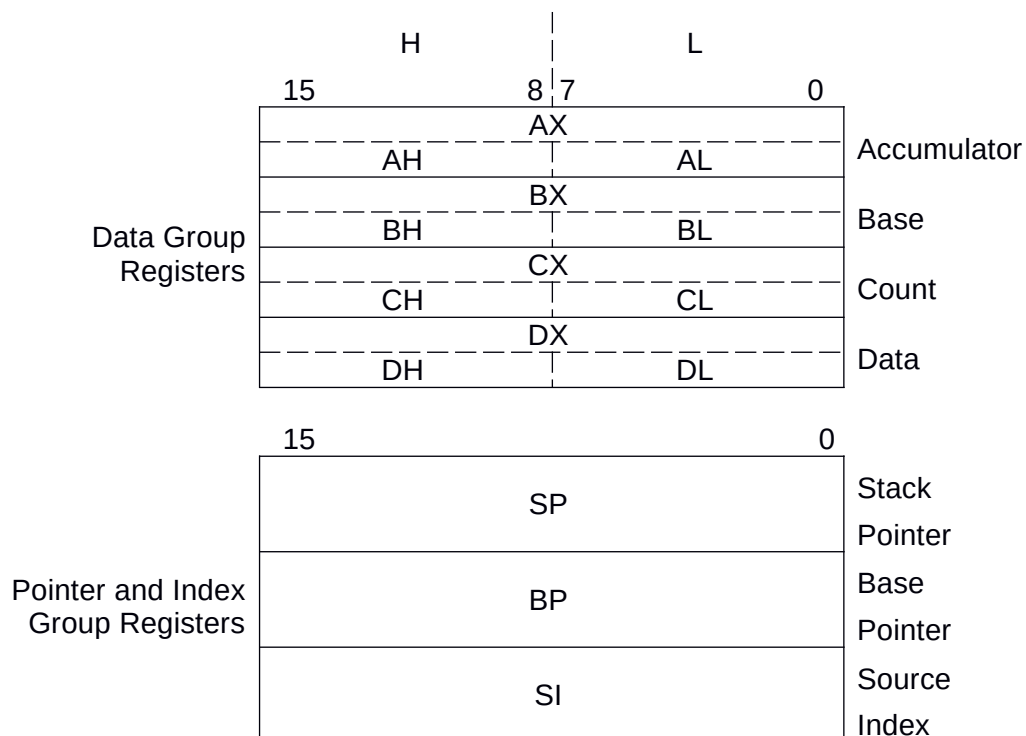 H L
15 8 7 0
AX
AH AL
Accumulator
BX
BH BL
Base
Data Group
Registers
CX
CH CL
Count
DX
DH DL
Data
15 0
SP
Stack
Pointer
Pointer and Index
Group Registers
BP
Base
Pointer
SI
Source
Index